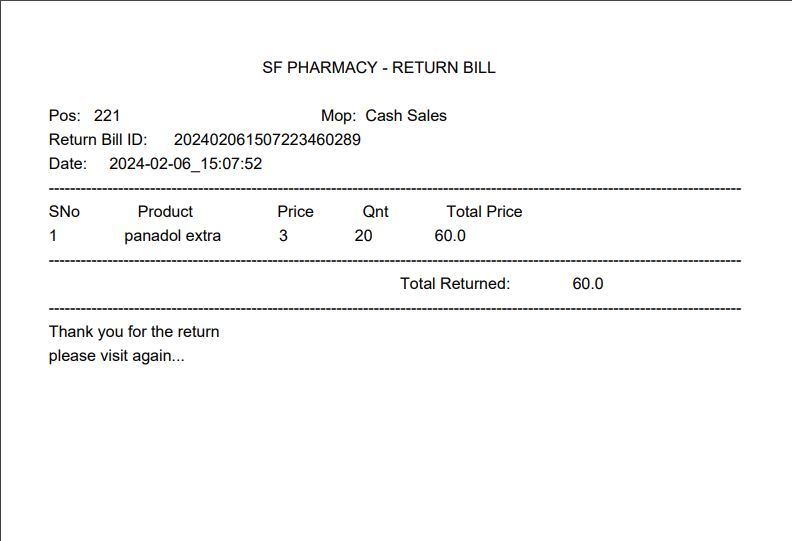 SF PHARMACY - RETURN BILL
Pos: 221 Mop: Cash Sales
Return Bill ID: 202402061507223460289
Date: 2024-02-06_15:07:52
---------------------------------------------------------------------------------------------------------------------------------
SNo Product Price Qnt Total Price
1 panadol extra 3 20 60.0
---------------------------------------------------------------------------------------------------------------------------------
Total Returned: 60.0
---------------------------------------------------------------------------------------------------------------------------------
Thank you for the return
please visit again...